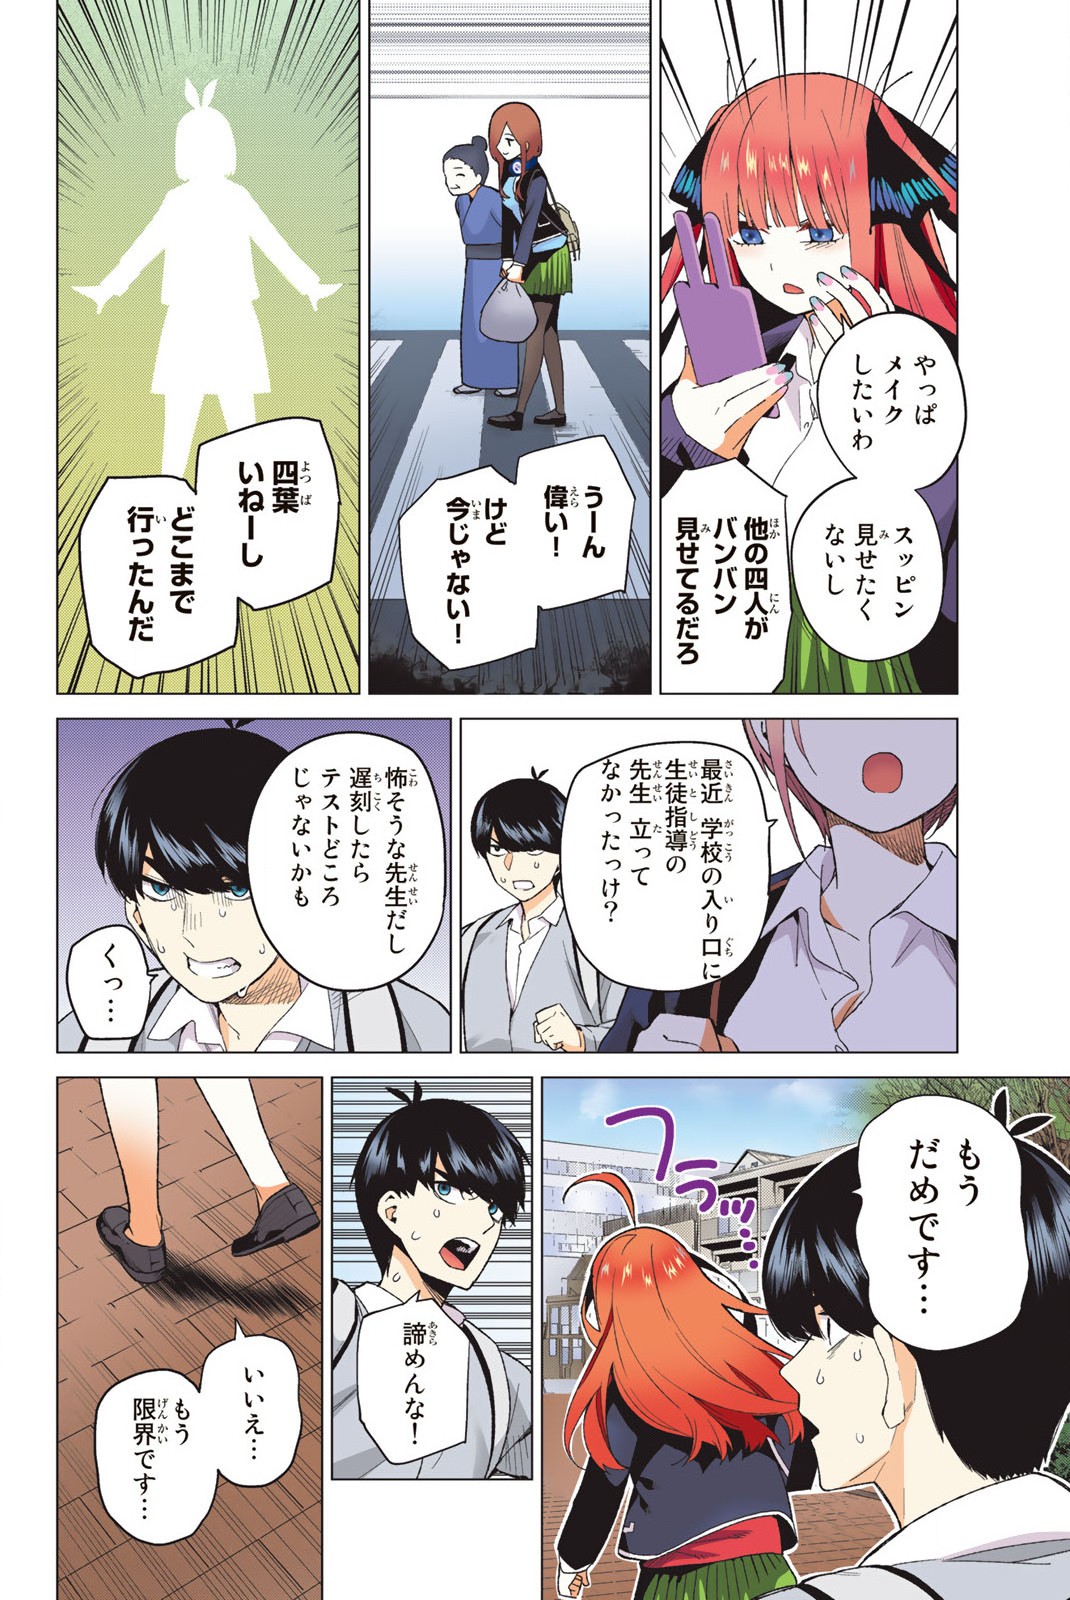 やっぱ
メイク
したいわ
スッピン
見せたく
ないし
他の四人が
バンバン
見せてるだろ
うーん
偉い!
けど
今じゃない!
四葉
いねーし
どこまで
行ったんだ
最近 学校の入り口に
生徒指導の
先生 立って
なかったっけ?
怖そうな先生だし
遅刻したら
テストどころ
じゃないかも
くっ…
もう
だめです…
フラッ…
諦めんな!
いいえ…
もう
限界です…